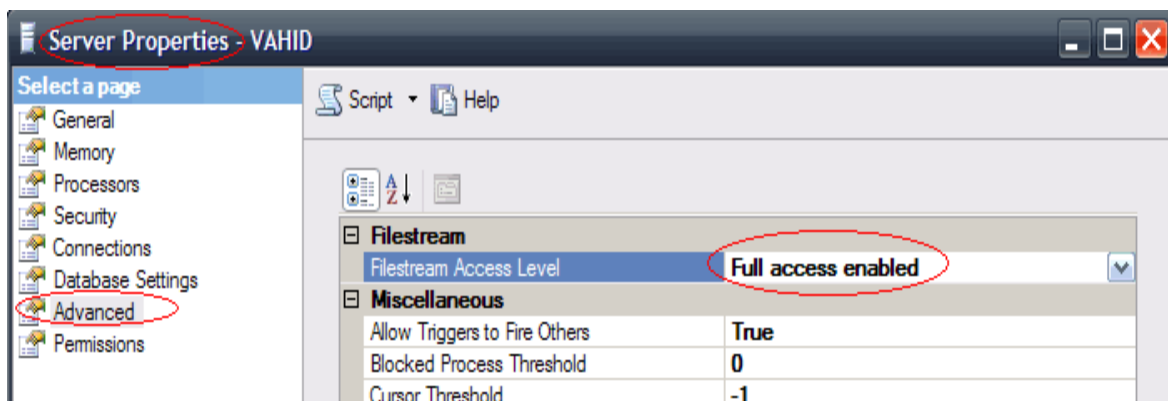 Server Properties - VAHID
Select a page
General
Memory
Processors
Security
Connections
Database Settings
Advanced
Permissions
Script Help
Filestream
Filestream Access Level Full access enabled
Miscellaneous
Allow Triggers to Fire Others True
Blocked Process Threshold 0
Cursor Threshold -1